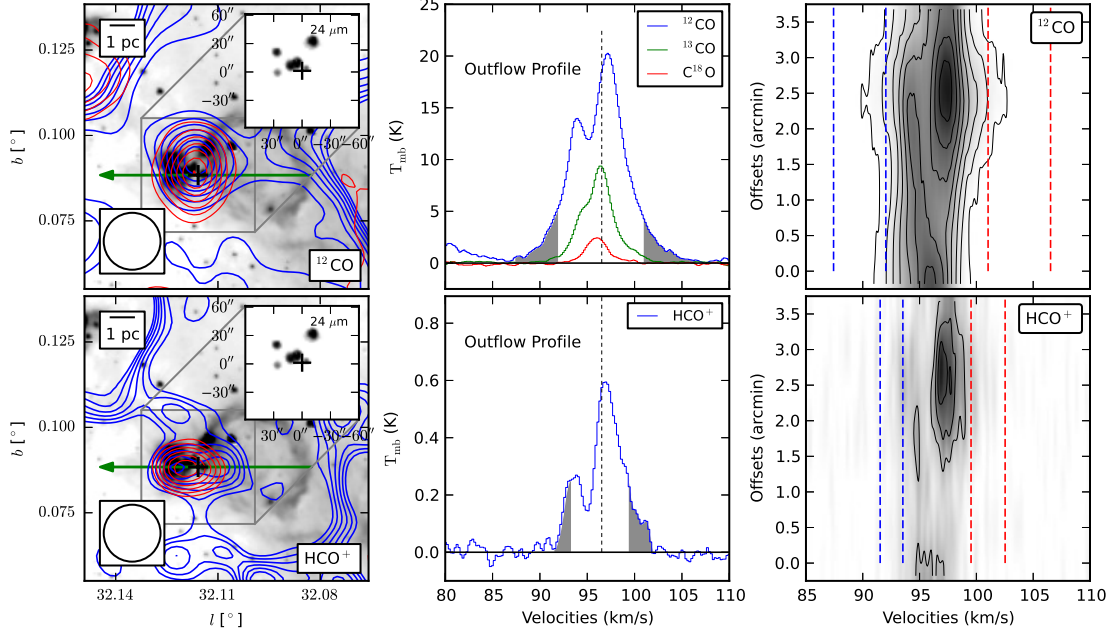 0.125
0.100
0.075
b [°]
1 pc
60″
30″
0″
−30″
24 μm
30″ 0″ −30″ −60″
¹²CO
Outflow Profile
¹²CO
¹³CO
C¹⁸O
T_mb (K)
25
20
15
10
5
0
¹²CO
Offsets (arcmin)
3.5
3.0
2.5
2.0
1.5
1.0
0.5
0.0
0.125
0.100
0.075
b [°]
1 pc
60″
30″
0″
−30″
24 μm
30″ 0″ −30″ −60″
HCO⁺
32.14 32.11 32.08
l [°]
Outflow Profile
HCO⁺
T_mb (K)
0.8
0.6
0.4
0.2
0.0
80 85 90 95 100 105 110
Velocities (km/s)
HCO⁺
Offsets (arcmin)
3.5
3.0
2.5
2.0
1.5
1.0
0.5
0.0
85 90 95 100 105 110
Velocities (km/s)